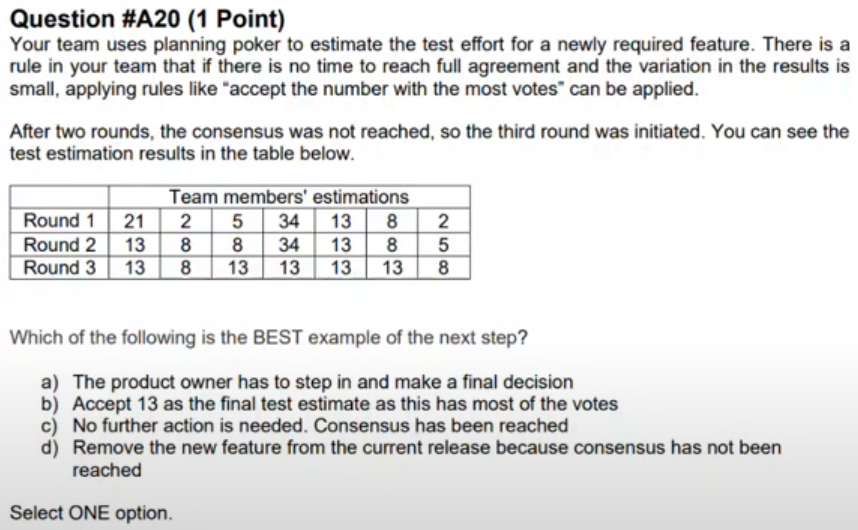 Question #A20 (1 Point)
Your team uses planning poker to estimate the test effort for a newly required feature. There is a
rule in your team that if there is no time to reach full agreement and the variation in the results is
small, applying rules like “accept the number with the most votes” can be applied.
After two rounds, the consensus was not reached, so the third round was initiated. You can see the
test estimation results in the table below.
Team members' estimations
Round 1 21 2 5 34 13 8 2
Round 2 13 8 8 34 13 8 5
Round 3 13 8 13 13 13 13 8
Which of the following is the BEST example of the next step?
a) The product owner has to step in and make a final decision
b) Accept 13 as the final test estimate as this has most of the votes
c) No further action is needed. Consensus has been reached
d) Remove the new feature from the current release because consensus has not been
reached
Select ONE option.